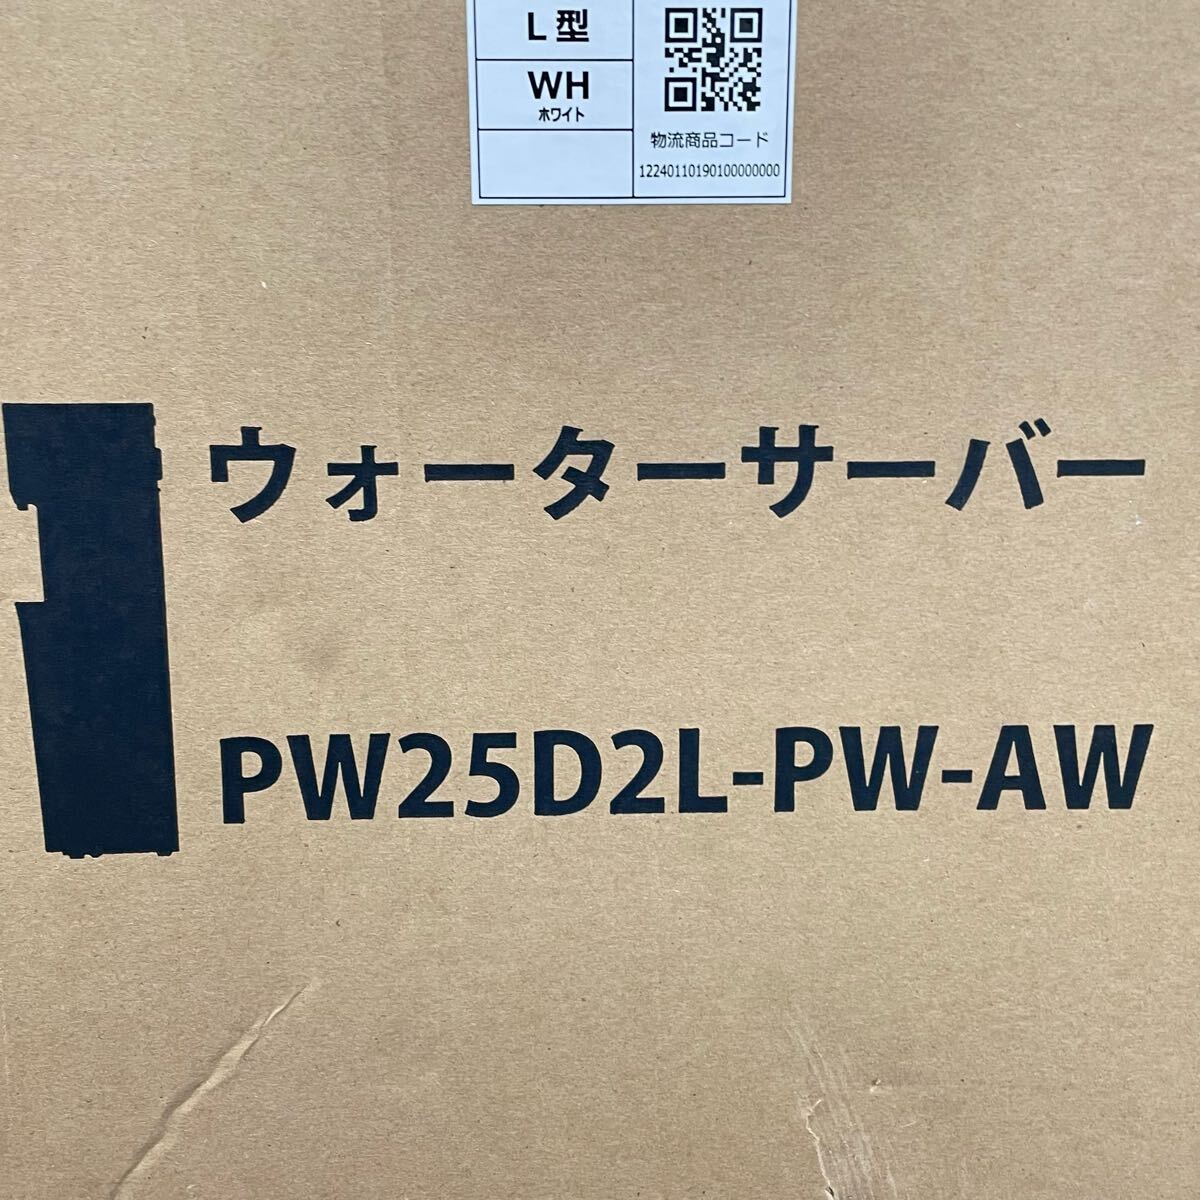 L型
WH
ホワイト
物流商品コード
12240110190100000000
ウォーターサーバー
PW25D2L-PW-AW